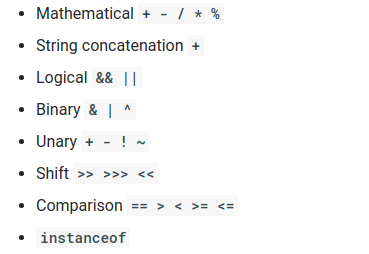 • Mathematical + - / * %
• String concatenation +
• Logical && ||
• Binary & | ^
• Unary + - ! ~
• Shift >> >>> <<
• Comparison == > < >= <=
• instanceof